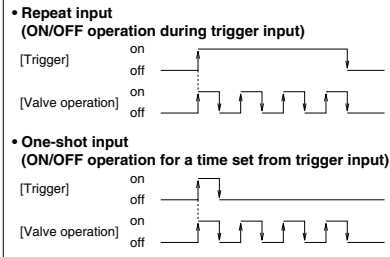 • Repeat input
(ON/OFF operation during trigger input)
on
[Trigger]
off
on
[Valve operation]
off
• One-shot input
(ON/OFF operation for a time set from trigger input)
on
[Trigger]
off
on
[Valve operation]
off